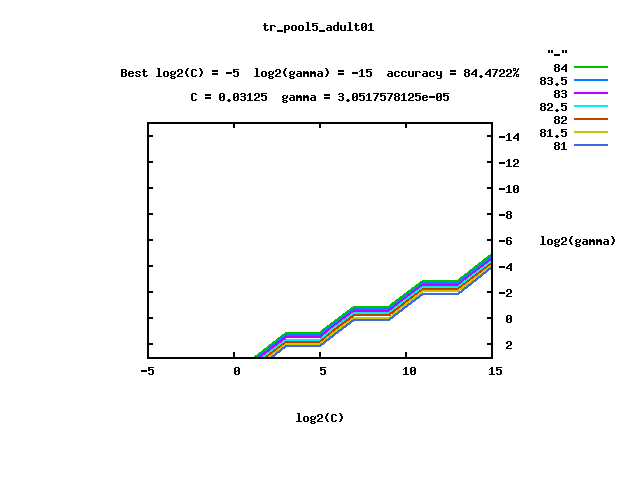 tr_pool5_adult01
Best log2(C) = -5  log2(gamma) = -15  accuracy = 84.4722%
C = 0.03125  gamma = 3.0517578125e-05
"_"
84
83.5
83
82.5
82
81.5
81
-14
-12
-10
-8
-6
-4
-2
0
2
log2(gamma)
-5 0 5 10 15
log2(C)